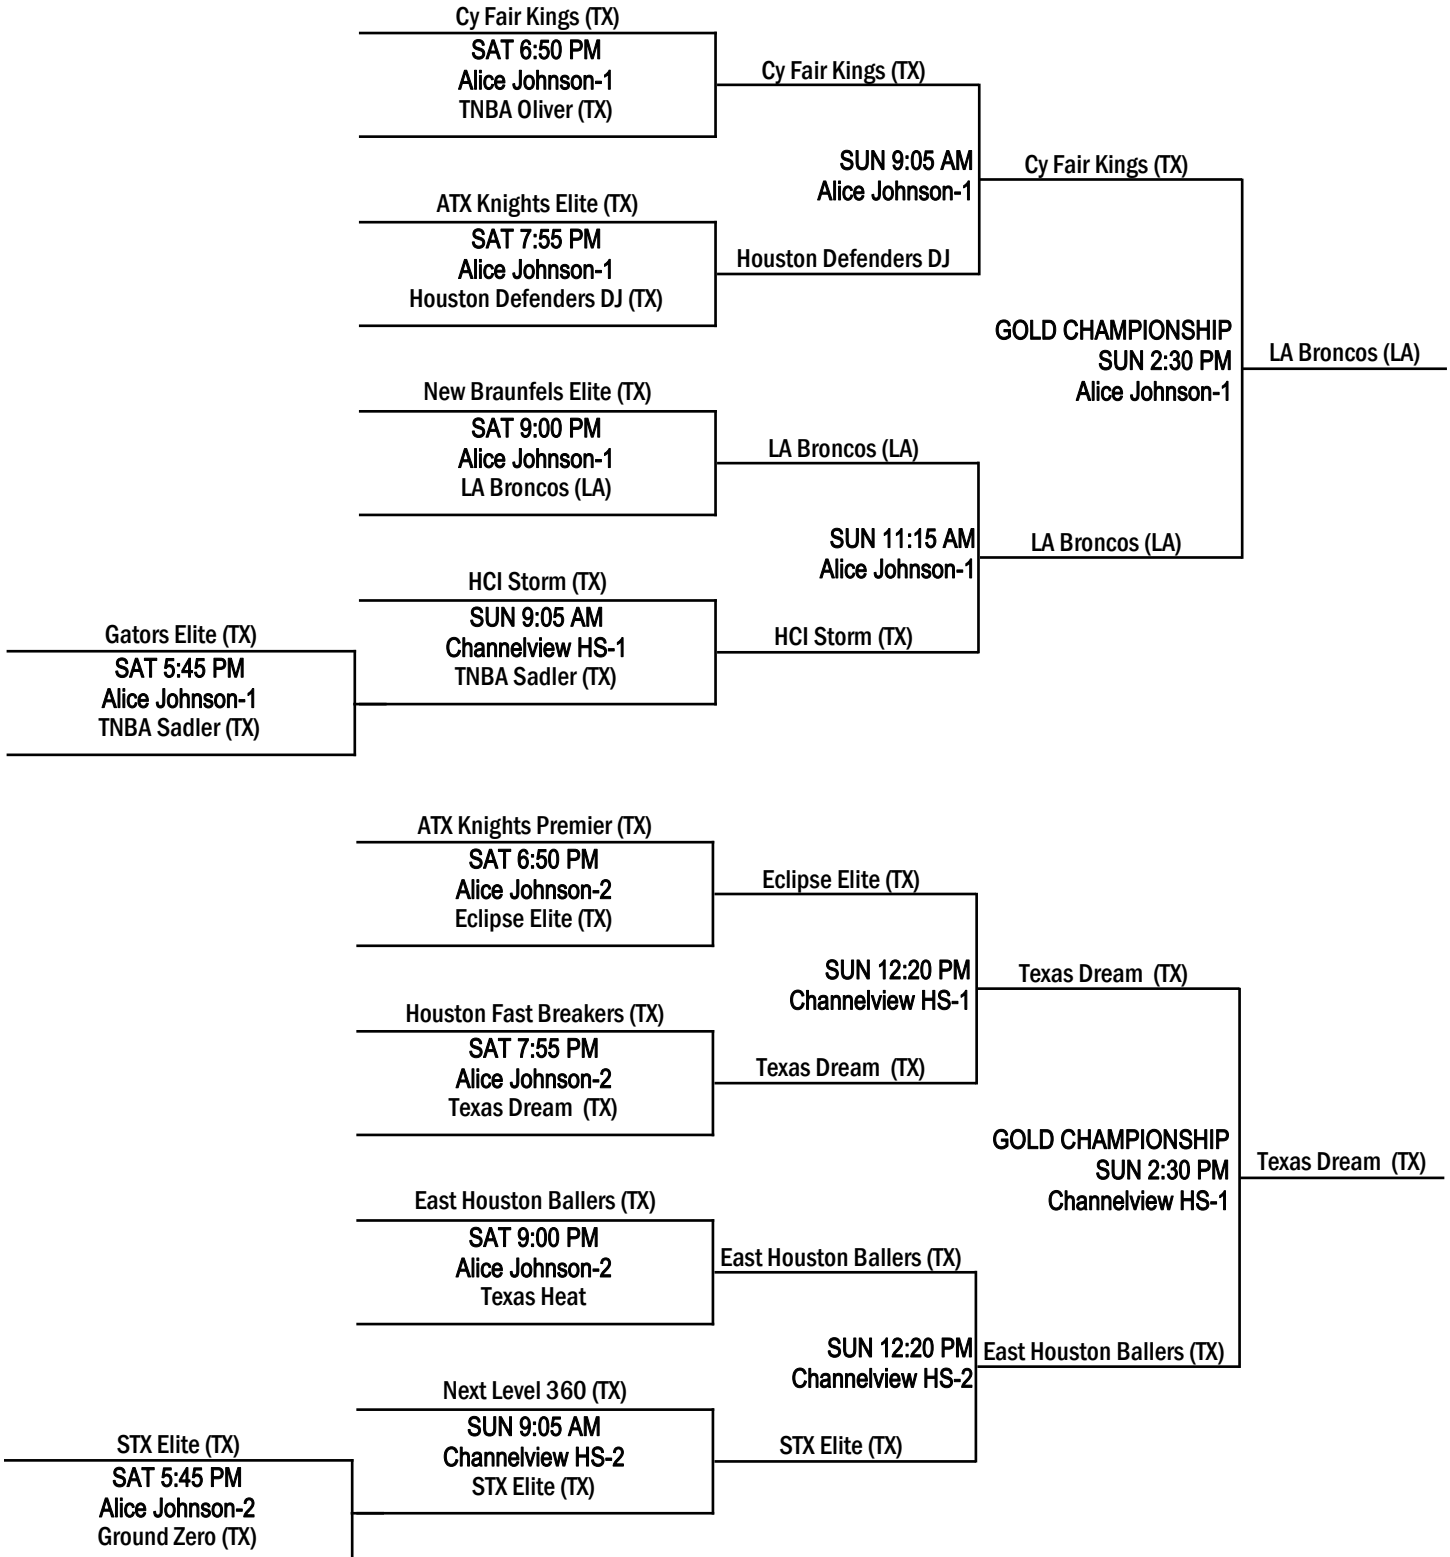 Cy Fair Kings (TX)
SAT 6:50 PM
Alice Johnson-1
TNBA Oliver (TX)
Cy Fair Kings (TX)
SUN 9:05 AM
Alice Johnson-1
Cy Fair Kings (TX)
ATX Knights Elite (TX)
SAT 7:55 PM
Alice Johnson-1
Houston Defenders DJ (TX)
Houston Defenders DJ
GOLD CHAMPIONSHIP
SUN 2:30 PM
Alice Johnson-1
LA Broncos (LA)
New Braunfels Elite (TX)
SAT 9:00 PM
Alice Johnson-1
LA Broncos (LA)
LA Broncos (LA)
SUN 11:15 AM
Alice Johnson-1
LA Broncos (LA)
HCI Storm (TX)
SUN 9:05 AM
Channelview HS-1
TNBA Sadler (TX)
HCI Storm (TX)
Gators Elite (TX)
SAT 5:45 PM
Alice Johnson-1
TNBA Sadler (TX)
ATX Knights Premier (TX)
SAT 6:50 PM
Alice Johnson-2
Eclipse Elite (TX)
Eclipse Elite (TX)
SUN 12:20 PM
Channelview HS-1
Texas Dream  (TX)
Houston Fast Breakers (TX)
SAT 7:55 PM
Alice Johnson-2
Texas Dream  (TX)
Texas Dream  (TX)
GOLD CHAMPIONSHIP
SUN 2:30 PM
Channelview HS-1
Texas Dream  (TX)
East Houston Ballers (TX)
SAT 9:00 PM
Alice Johnson-2
Texas Heat
East Houston Ballers (TX)
SUN 12:20 PM
Channelview HS-2
East Houston Ballers (TX)
Next Level 360 (TX)
SUN 9:05 AM
Channelview HS-2
STX Elite (TX)
STX Elite (TX)
STX Elite (TX)
SAT 5:45 PM
Alice Johnson-2
Ground Zero (TX)